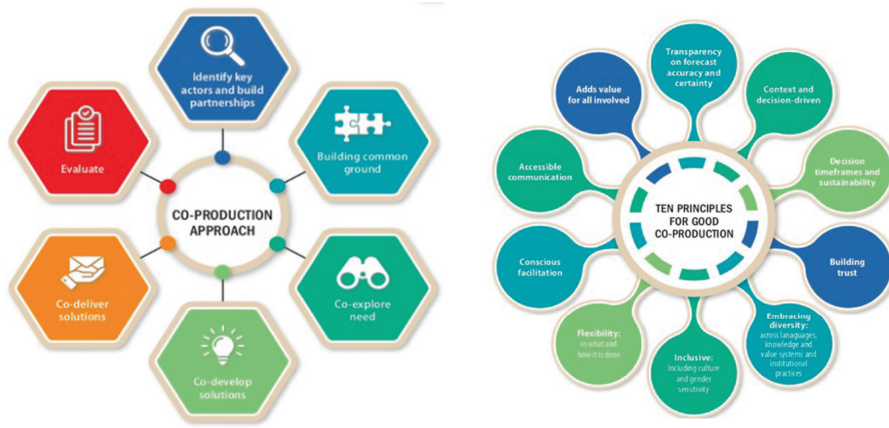 Identify key
actors and build
partnerships
Building common
ground
Co-explore
need
Co-develop
solutions
Co-deliver
solutions
Evaluate
CO-PRODUCTION
APPROACH
Transparency
on forecast
accuracy and
certainty
Context and
decision-driven
Decision
timeframes and
sustainability
Building
trust
Embracing
diversity:
across lanaguages,
knowledge and
value systems and
institutional
practices
Inclusive:
Including culture
and gender
sensitivity
Flexibility:
in what and
how it is done
Conscious
facilitation
Accessible
communication
Adds value
for all involved
TEN PRINCIPLES
FOR GOOD
CO-PRODUCTION